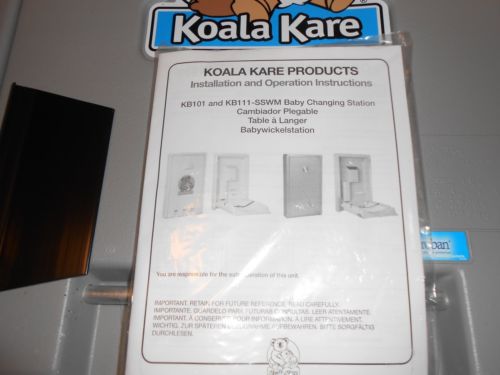 Koala Kare
KOALA KARE PRODUCTS
Installation and Operation Instructions
KB101 and KB111-SSWM Baby Changing Station
Cambiador Plegable
Table à Langer
Babywickelstation
You are responsible for the safe operation of this unit.
IMPORTANT. RETAIN FOR FUTURE REFERENCE. READ CAREFULLY.
IMPORTANTE, GUARDELO PARA FUTURAS CONSULTAS. LEER ATENTAMENTE.
IMPORTANT. À CONSERVER POUR INFORMATION. À LIRE ATTENTIVEMENT.
WICHTIG, ZUR SPÄTEREN BEZUGNAHME AUFBEWAHREN. BITTE SORGFÄLTIG
DURCHLESEN.